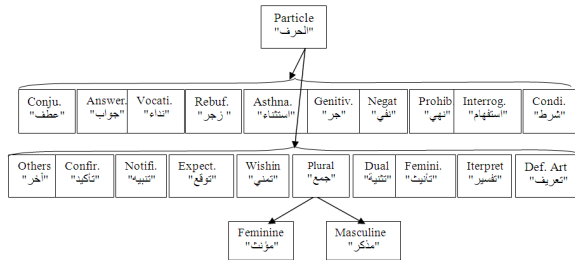 Particle
"الحرف"
Conju.
"عطف"
Answer.
"جواب"
Vocati.
"نداء"
Rebuf.
"زجر"
Asthna.
"استثناء"
Genitiv.
"جر"
Negat
"نفي"
Prohib
"نهي"
Interrog.
"استفهام"
Condi.
"شرط"
Others
"أخر"
Confir.
"تأكيد"
Notifi.
"تنبيه"
Expect.
"توقع"
Wishin
"تمني"
Plural
"جمع"
Dual
"تثنية"
Femini.
"تأنيث"
Iterpret
"تفسير"
Def. Art
"تعريف"
Feminine
"مؤنث"
Masculine
"مذكر"